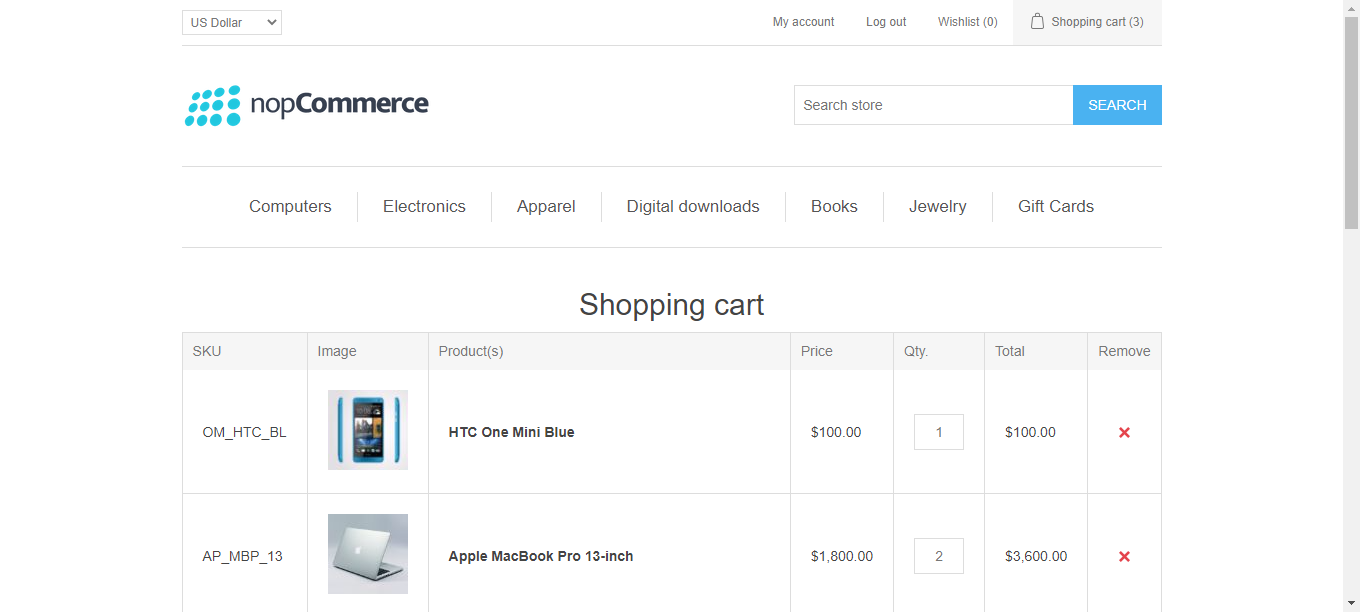 US Dollar My account Log out Wishlist (0) Shopping cart (3)
nopCommerce Search store SEARCH
Computers Electronics Apparel Digital downloads Books Jewelry Gift Cards
Shopping cart
SKU Image Product(s) Price Qty. Total Remove
OM_HTC_BL HTC One Mini Blue $100.00 1 $100.00
AP_MBP_13 Apple MacBook Pro 13-inch $1,800.00 2 $3,600.00